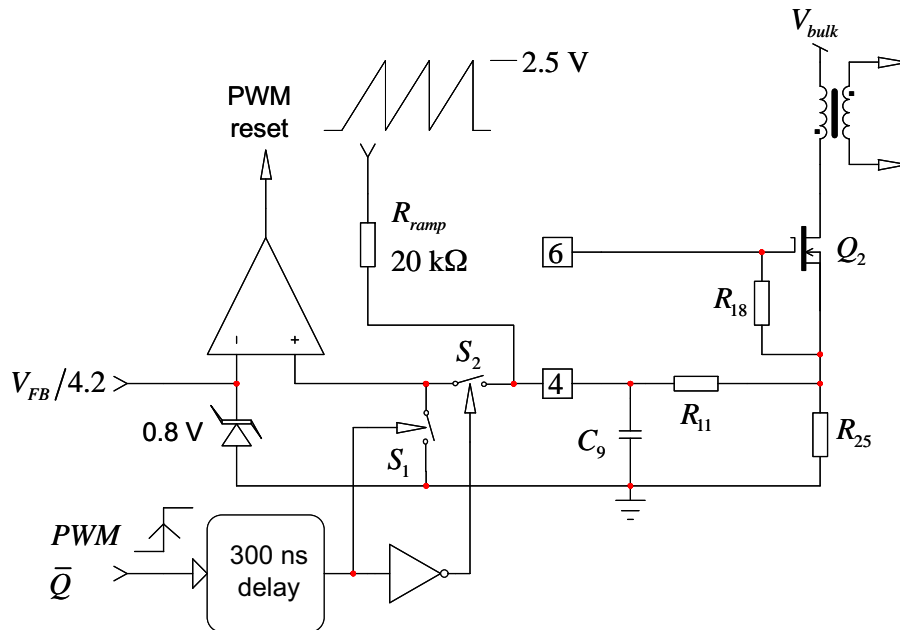 V_bulk
2.5 V
PWM
reset
R_ramp
20 kΩ
6
Q_2
R_18
S_2
V_FB/4.2
4
R_11
0.8 V
S_1
C_9
R_25
PWM
Q̄
300 ns
delay